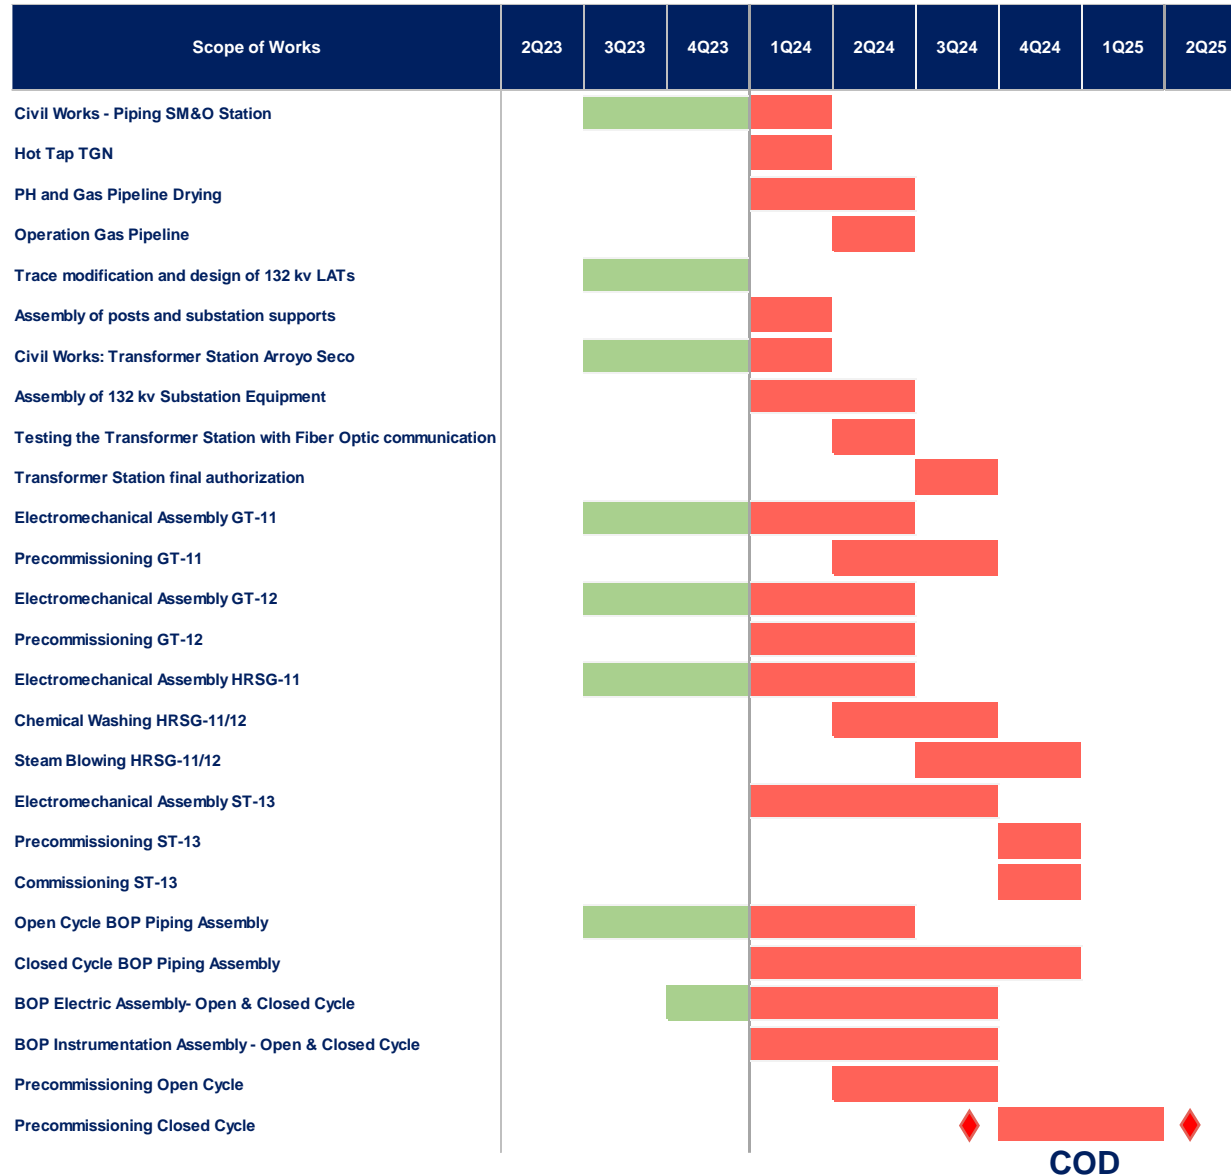 Scope of Works 2Q23 3Q23 4Q23 1Q24 2Q24 3Q24 4Q24 1Q25 2Q25
Civil Works - Piping SM&O Station
Hot Tap TGN
PH and Gas Pipeline Drying
Operation Gas Pipeline
Trace modification and design of 132 kv LATs
Assembly of posts and substation supports
Civil Works: Transformer Station Arroyo Seco
Assembly of 132 kv Substation Equipment
Testing the Transformer Station with Fiber Optic communication
Transformer Station final authorization
Electromechanical Assembly GT-11
Precommissioning GT-11
Electromechanical Assembly GT-12
Precommissioning GT-12
Electromechanical Assembly HRSG-11
Chemical Washing HRSG-11/12
Steam Blowing HRSG-11/12
Electromechanical Assembly ST-13
Precommissioning ST-13
Commissioning ST-13
Open Cycle BOP Piping Assembly
Closed Cycle BOP Piping Assembly
BOP Electric Assembly- Open & Closed Cycle
BOP Instrumentation Assembly - Open & Closed Cycle
Precommissioning Open Cycle
Precommissioning Closed Cycle
COD